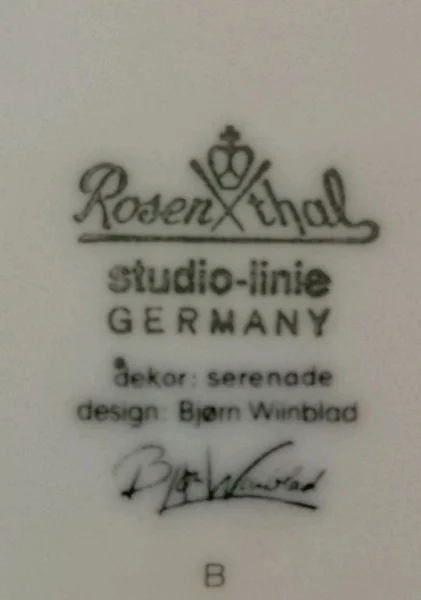 Rosenthal
studio-linie
GERMANY
dekor: serenade
design: Bjørn Wiinblad
Bjørn Wiinblad
B